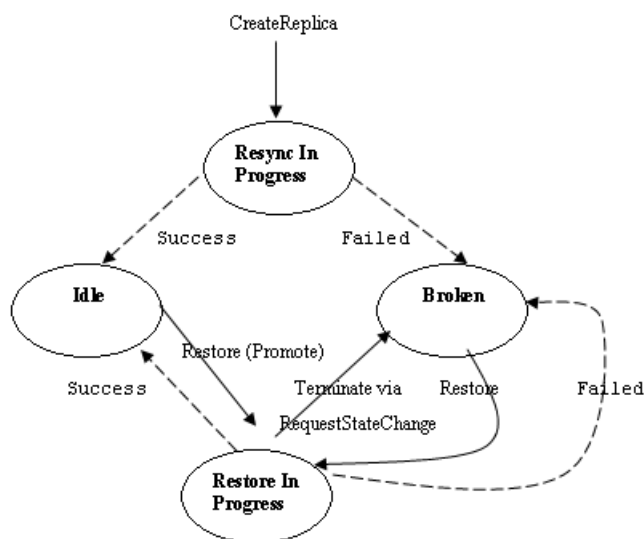 CreateReplica
Resync In
Progress
Success
Failed
Idle
Broken
Restore (Promote)
Success
Terminate via
Restore
Failed
RequestStateChange
Restore In
Progress